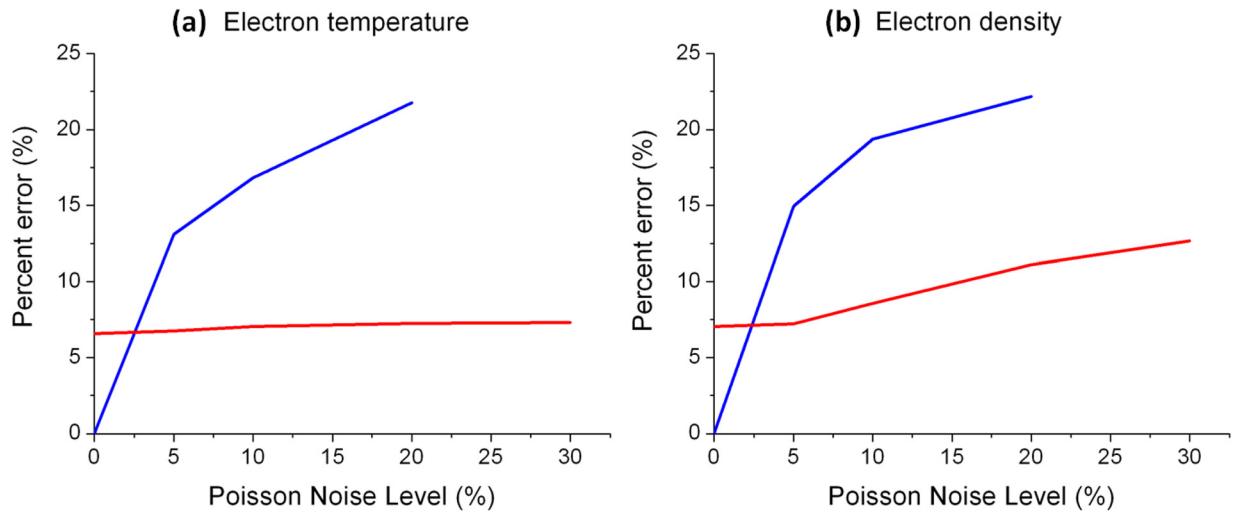 (a) Electron temperature
Percent error (%)
25
20
15
10
5
0
0 5 10 15 20 25 30
Poisson Noise Level (%)
(b) Electron density
Percent error (%)
25
20
15
10
5
0
0 5 10 15 20 25 30
Poisson Noise Level (%)